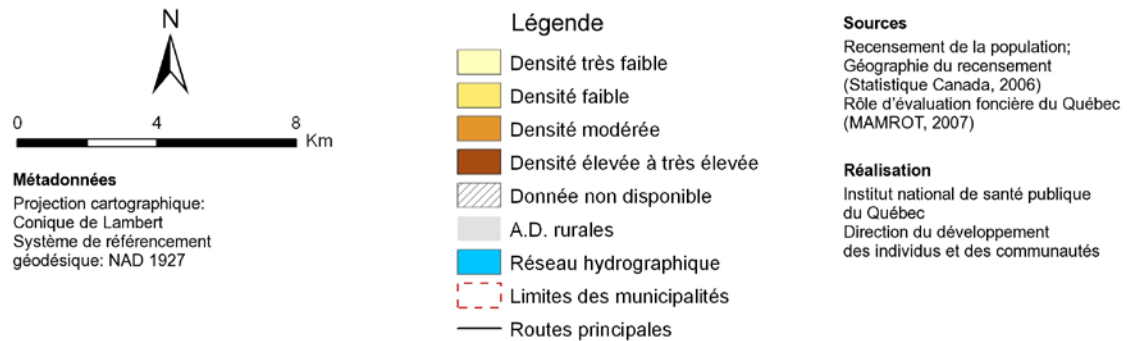 N
0 4 8
Km
Métadonnées
Projection cartographique:
Conique de Lambert
Système de référencement
géodésique: NAD 1927
Légende
Densité très faible
Densité faible
Densité modérée
Densité élevée à très élevée
Donnée non disponible
A.D. rurales
Réseau hydrographique
Limites des municipalités
Routes principales
Sources
Recensement de la population;
Géographie du recensement
(Statistique Canada, 2006)
Rôle d'évaluation foncière du Québec
(MAMROT, 2007)
Réalisation
Institut national de santé publique
du Québec
Direction du développement
des individus et des communautés